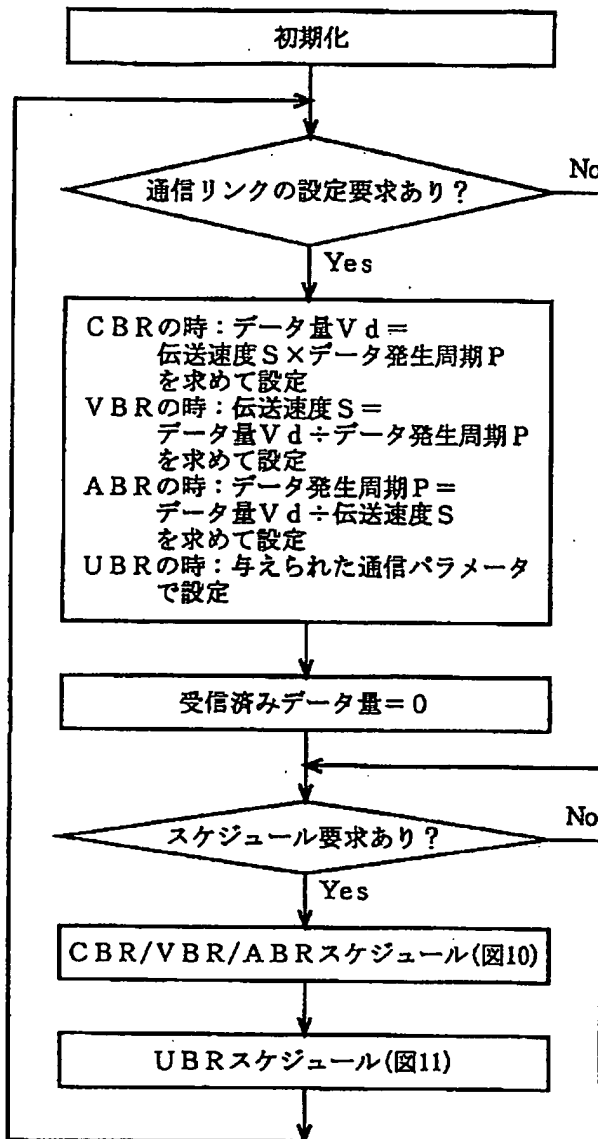 初期化
通信リンクの設定要求あり？
No
Yes
CBRの時：データ量Vd＝
伝送速度S×データ発生周期P
を求めて設定
VBRの時：伝送速度S＝
データ量Vd÷データ発生周期P
を求めて設定
ABRの時：データ発生周期P＝
データ量Vd÷伝送速度S
を求めて設定
UBRの時：与えられた通信パラメータ
で設定
受信済みデータ量＝0
スケジュール要求あり？
No
Yes
CBR/VBR/ABRスケジュール(図10)
UBRスケジュール(図11)